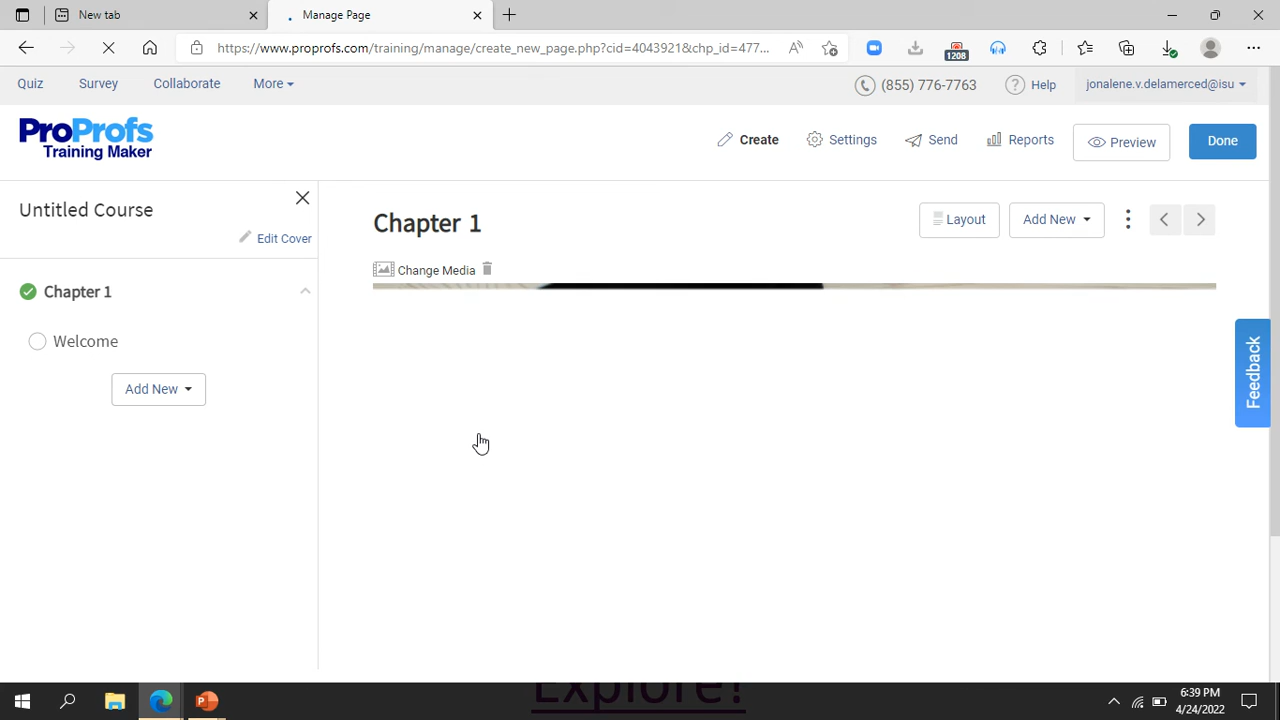 New tab
Manage Page
https://www.proprofs.com/training/manage/create_new_page.php?cid=4043921&chp_id=477...
1208
Quiz
Survey
Collaborate
More
(855) 776-7763
Help
jonalene.v.delamerced@isu
ProProfs
Training Maker
Create
Settings
Send
Reports
Preview
Done
Untitled Course
Edit Cover
Chapter 1
Welcome
Add New
Chapter 1
Layout
Add New
Change Media
Feedback
Explore!
6:39 PM
4/24/2022